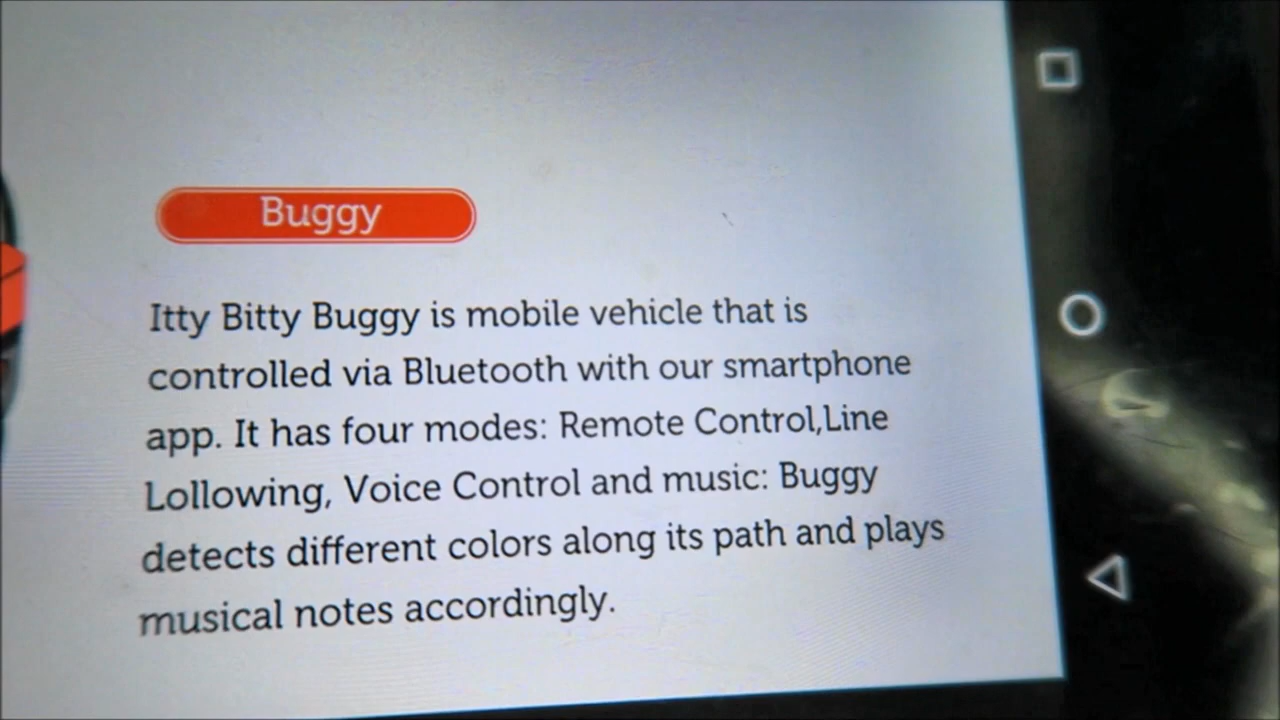 Buggy
Itty Bitty Buggy is mobile vehicle that is
controlled via Bluetooth with our smartphone
app. It has four modes: Remote Control,Line
Lollowing, Voice Control and music: Buggy
detects different colors along its path and plays
musical notes accordingly.